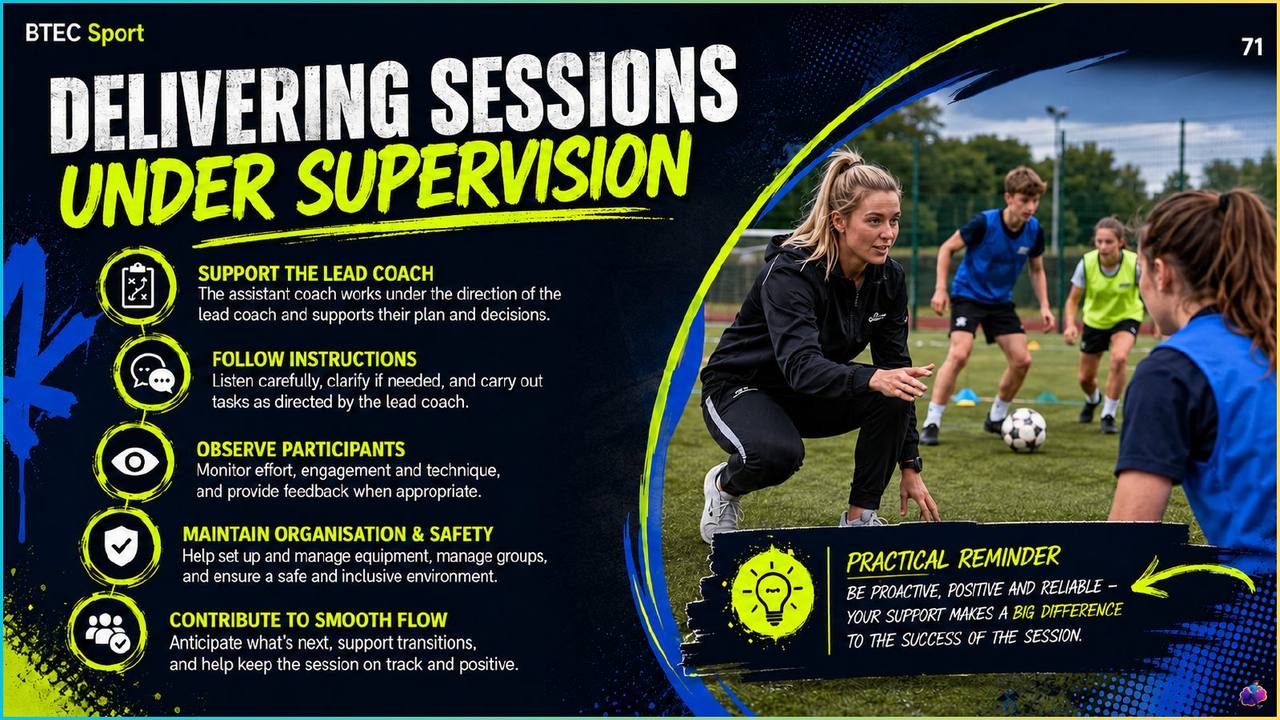 BTEC Sport
71
DELIVERING SESSIONS
UNDER SUPERVISION
SUPPORT THE LEAD COACH
The assistant coach works under the direction of the
lead coach and supports their plan and decisions.
FOLLOW INSTRUCTIONS
Listen carefully, clarify if needed, and carry out
tasks as directed by the lead coach.
OBSERVE PARTICIPANTS
Monitor effort, engagement and technique,
and provide feedback when appropriate.
MAINTAIN ORGANISATION & SAFETY
Help set up and manage equipment, manage groups,
and ensure a safe and inclusive environment.
CONTRIBUTE TO SMOOTH FLOW
Anticipate what's next, support transitions,
and help keep the session on track and positive.
PRACTICAL REMINDER
BE PROACTIVE, POSITIVE AND RELIABLE –
YOUR SUPPORT MAKES A BIG DIFFERENCE
TO THE SUCCESS OF THE SESSION.